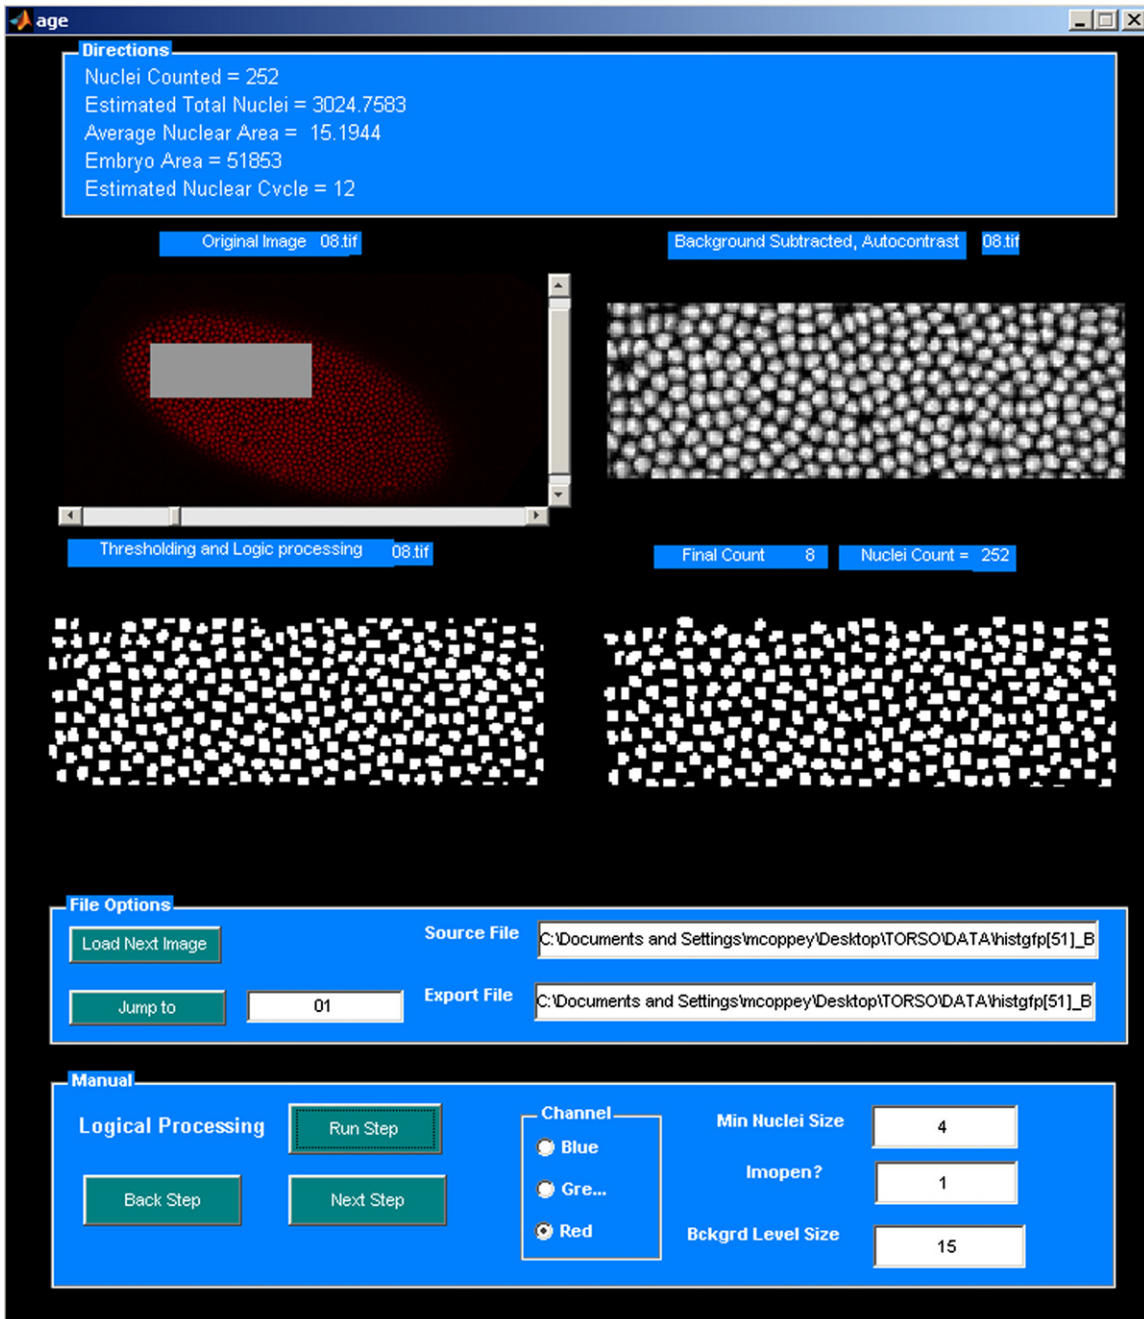 age
Directions
Nuclei Counted = 252
Estimated Total Nuclei = 3024.7583
Average Nuclear Area = 15.1944
Embryo Area = 51853
Estimated Nuclear Cycle = 12
Original Image 08.tif
Background Subtracted, Autocontrast 08.tif
Thresholding and Logic processing 08.tif
Final Count 8 Nuclei Count = 252
File Options
Load Next Image
Source File C:\Documents and Settings\mcoppey\Desktop\TORSO\DATA\histgfp[51]_B
Jump to 01
Export File C:\Documents and Settings\mcoppey\Desktop\TORSO\DATA\histgfp[51]_B
Manual
Logical Processing
Run Step
Back Step
Next Step
Channel
Blue
Gre...
Red
Min Nuclei Size 4
Imopen? 1
Bckgrd Level Size 15